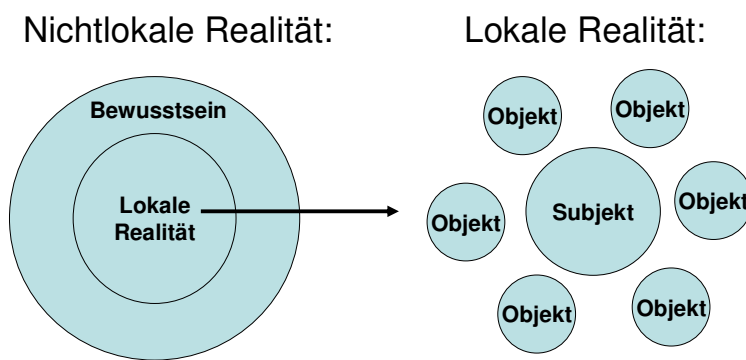 Nichtlokale Realität:
Bewusstsein
Lokale
Realität
Lokale Realität:
Objekt
Objekt
Objekt
Subjekt
Objekt
Objekt
Objekt